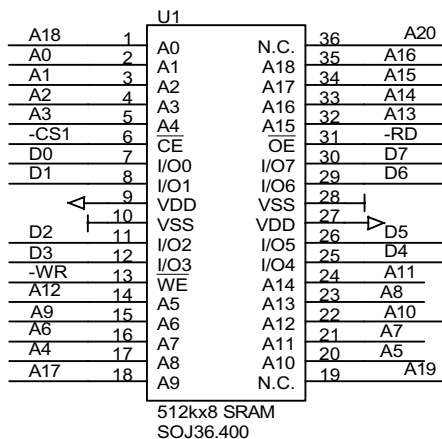 U1
A18 1 A0 N.C. 36 A20
A0 2 A1 A18 35 A16
A1 3 A2 A17 34 A15
A2 4 A3 A16 33 A14
A3 5 A4 A15 32 A13
-CS1 6 CE OE 31 -RD
D0 7 I/O0 I/O7 30 D7
D1 8 I/O1 I/O6 29 D6
9 VDD VSS 28
10 VSS VDD 27
D2 11 I/O2 I/O5 26 D5
D3 12 I/O3 I/O4 25 D4
-WR 13 WE A14 24 A11
A12 14 A5 A13 23 A8
A9 15 A6 A12 22 A10
A6 16 A7 A11 21 A7
A4 17 A8 A10 20 A5
A17 18 A9 N.C. 19 A19
512kx8 SRAM
SOJ36.400